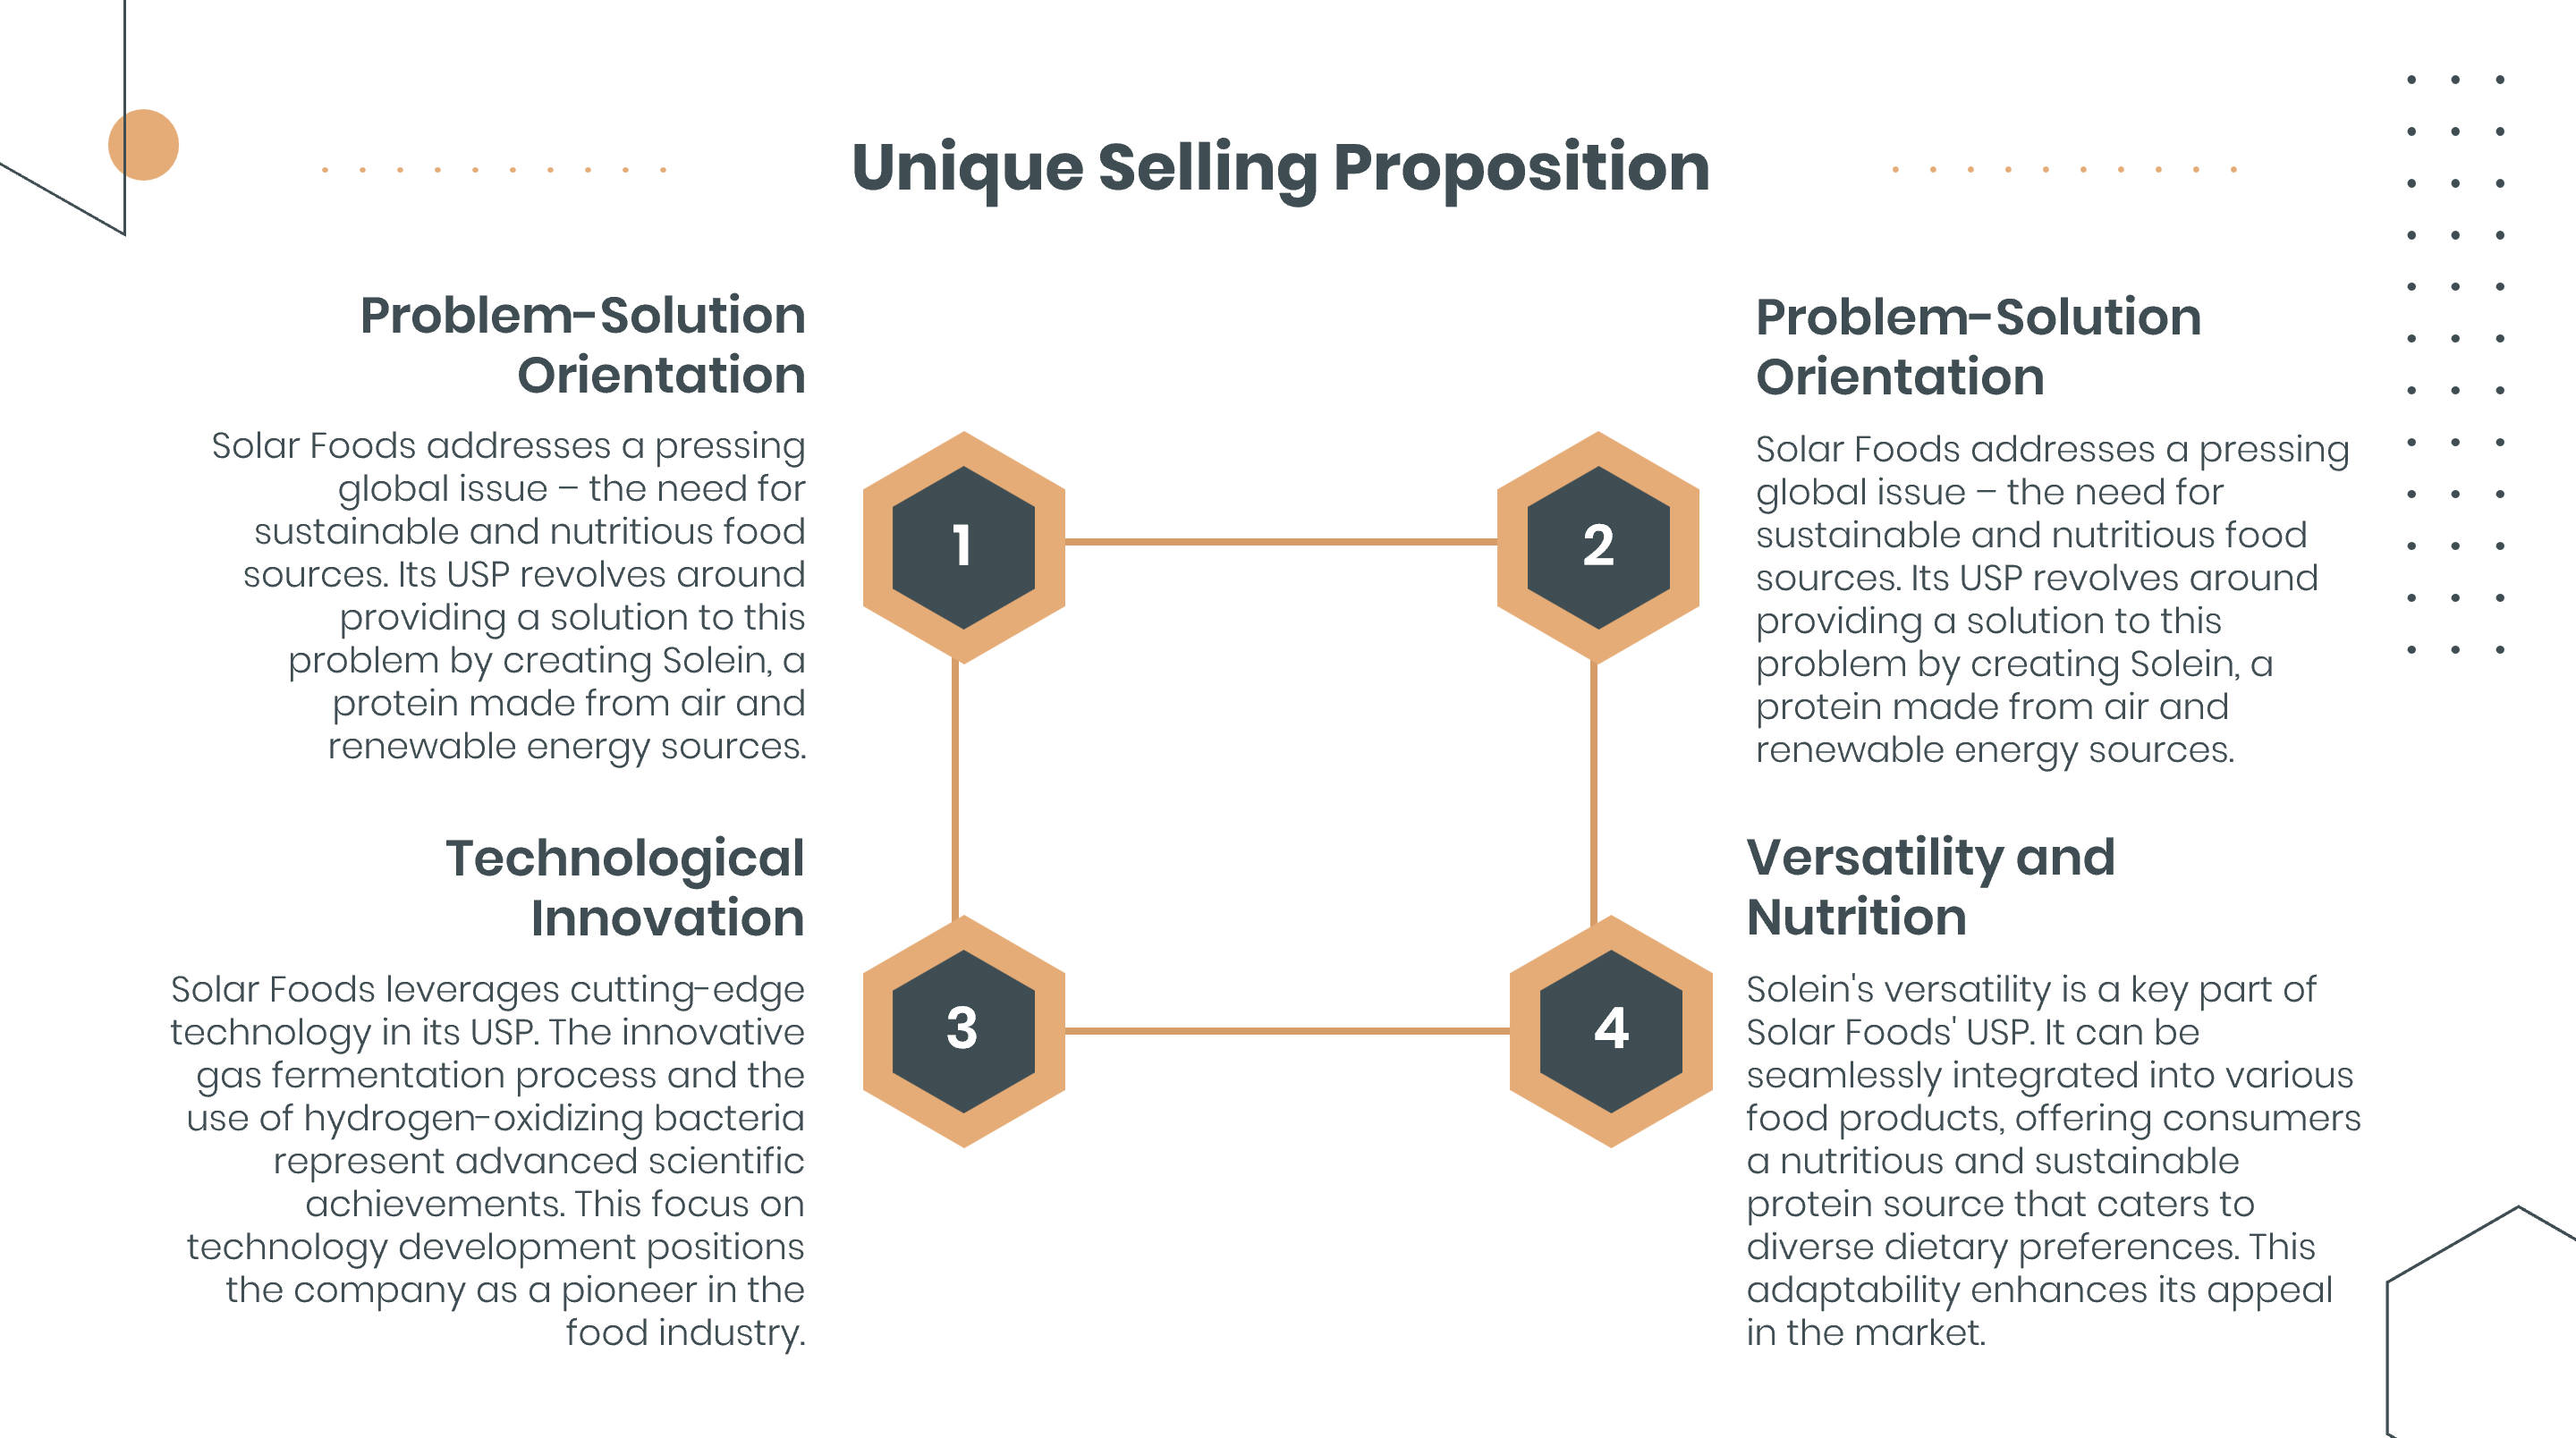 Unique Selling Proposition
Problem-Solution
Orientation
Solar Foods addresses a pressing
global issue – the need for
sustainable and nutritious food
sources. Its USP revolves around
providing a solution to this
problem by creating Solein, a
protein made from air and
renewable energy sources.
1
2
Problem-Solution
Orientation
Solar Foods addresses a pressing
global issue – the need for
sustainable and nutritious food
sources. Its USP revolves around
providing a solution to this
problem by creating Solein, a
protein made from air and
renewable energy sources.
Technological
Innovation
Solar Foods leverages cutting-edge
technology in its USP. The innovative
gas fermentation process and the
use of hydrogen-oxidizing bacteria
represent advanced scientific
achievements. This focus on
technology development positions
the company as a pioneer in the
food industry.
3
4
Versatility and
Nutrition
Solein's versatility is a key part of
Solar Foods' USP. It can be
seamlessly integrated into various
food products, offering consumers
a nutritious and sustainable
protein source that caters to
diverse dietary preferences. This
adaptability enhances its appeal
in the market.